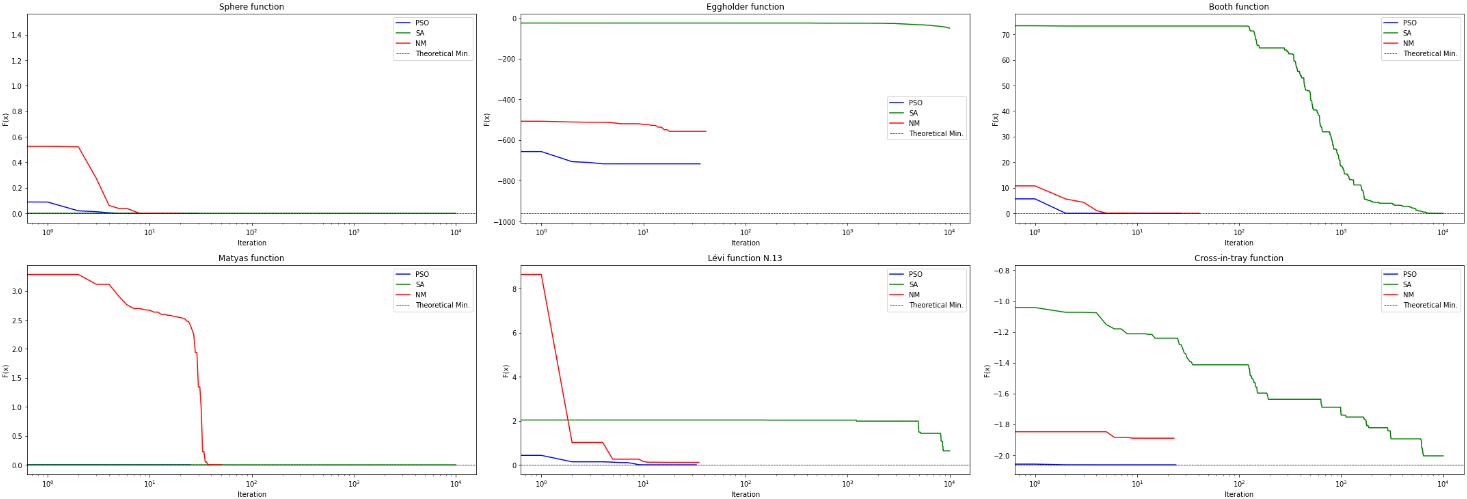 Sphere function
F(x)
1.4
1.2
1.0
0.8
0.6
0.4
0.2
0.0
10⁰
10¹
10²
10³
10⁴
Iteration
PSO
SA
NM
Theoretical Min.
Eggholder function
F(x)
0
−200
−400
−600
−800
−1000
10⁰
10¹
10²
10³
10⁴
Iteration
PSO
SA
NM
Theoretical Min.
Booth function
F(x)
70
60
50
40
30
20
10
0
10⁰
10¹
10²
10³
10⁴
Iteration
PSO
SA
NM
Theoretical Min.
Matyas function
F(x)
3.0
2.5
2.0
1.5
1.0
0.5
0.0
10⁰
10¹
10²
10³
10⁴
Iteration
PSO
SA
NM
Theoretical Min.
Lévi function N.13
F(x)
8
6
4
2
0
10⁰
10¹
10²
10³
10⁴
Iteration
PSO
SA
NM
Theoretical Min.
Cross-in-tray function
F(x)
−0.8
−1.0
−1.2
−1.4
−1.6
−1.8
−2.0
10⁰
10¹
10²
10³
10⁴
Iteration
PSO
SA
NM
Theoretical Min.